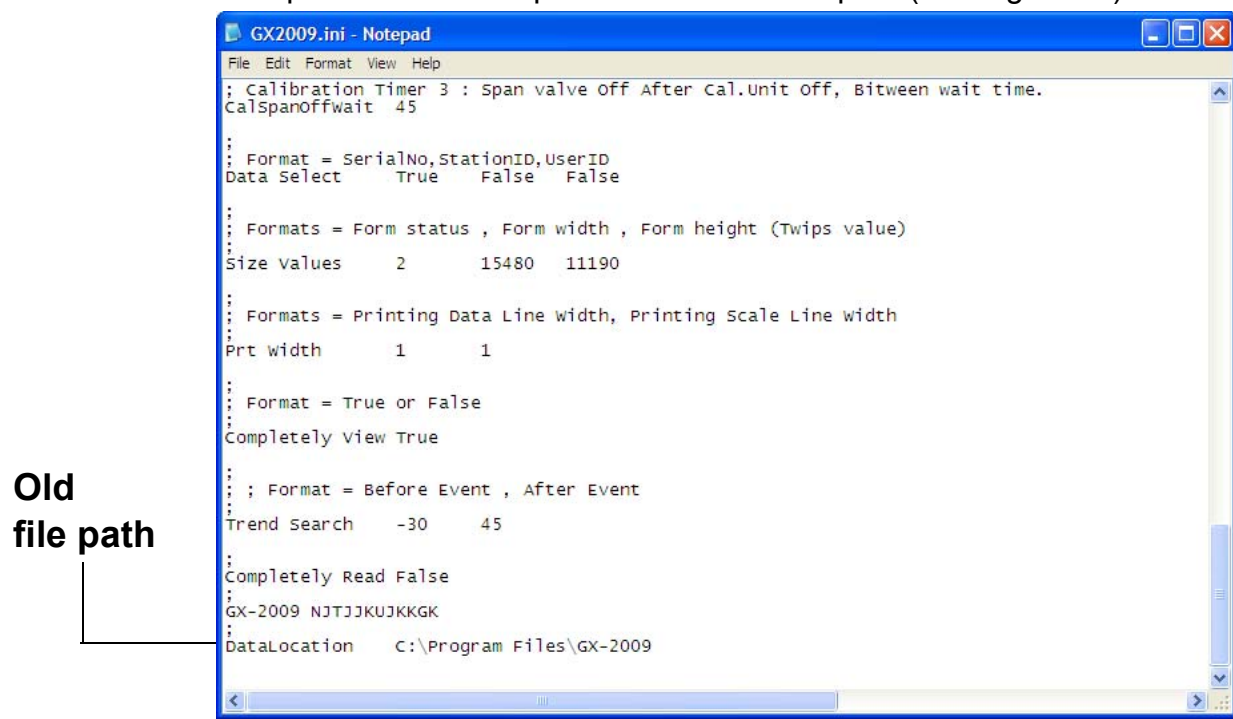 GX2009.ini - Notepad
File Edit Format View Help
; Calibration Timer 3 : Span valve Off After Cal.Unit Off, Bitween wait time.
CalSpanOffWait 45
;
; Format = SerialNo,StationID,UserID
Data Select True False False
;
; Formats = Form status , Form width , Form height (Twips value)
;
Size Values 2 15480 11190
;
; Formats = Printing Data Line Width, Printing Scale Line Width
;
Prt Width 1 1
;
; Format = True or False
;
Completely View True
;
; ; Format = Before Event , After Event
;
Trend Search -30 45
;
Completely Read False
;
GX-2009 NJTJJKUJKKGK
;
DataLocation C:\Program Files\GX-2009
Old
file path